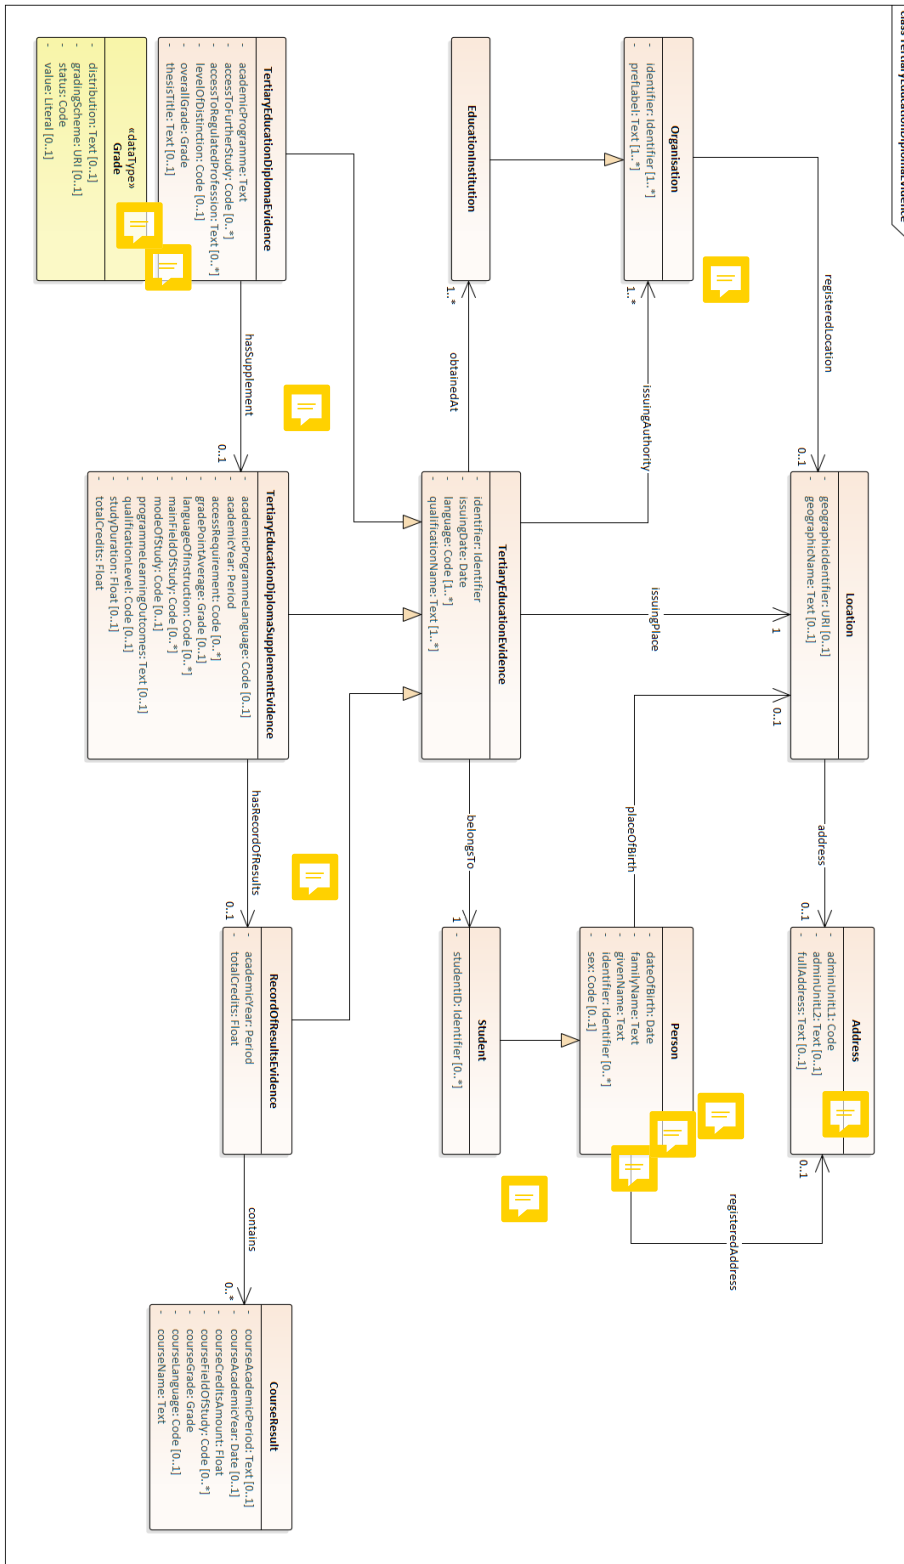 class TertiaryEducationDiplomaEvidence
Location
- geographicIdentifier: URI [0..1]
- geographicName: Text [0..1]
Address
- adminUnitL1: Code
- adminUnitL2: Text [0..1]
- fullAddress: Text [0..1]
registeredLocation
0..1
address
0..1
0..1
registeredAddress
1
issuingPlace
0..1
placeOfBirth
Organisation
- identifier: Identifier [1..*]
- prefLabel: Text [1..*]
1..*
issuingAuthority
Person
- dateOfBirth: Date
- familyName: Text
- givenName: Text
- identifier: Identifier [0..*]
- sex: Code [0..1]
EducationInstitution
1..*
obtainedAt
TertiaryEducationEvidence
- identifier: Identifier
- issuingDate: Date
- language: Code [1..*]
- qualificationName: Text [1..*]
belongsTo
1
Student
- studentID: Identifier [0..*]
TertiaryEducationDiplomaEvidence
- academicProgramme: Text
- accessToFurtherStudy: Code [0..*]
- accessToRegulatedProfession: Text [0..*]
- levelOfDistinction: Code [0..1]
- overallGrade: Grade
- thesisTitle: Text [0..1]
hasSupplement
0..1
TertiaryEducationDiplomaSupplementEvidence
- academicProgrammeLanguage: Code [0..1]
- academicYear: Period
- accessRequirement: Code [0..*]
- gradePointAverage: Grade [0..1]
- languageOfInstruction: Code [0..*]
- mainFieldOfStudy: Code [0..*]
- modeOfStudy: Code [0..1]
- programmeLearningOutcomes: Text [0..1]
- qualificationLevel: Code [0..1]
- studyDuration: Float [0..1]
- totalCredits: Float
hasRecordOfResults
0..1
RecordOfResultsEvidence
- academicYear: Period
- totalCredits: Float
contains
0..*
CourseResult
- courseAcademicPeriod: Text [0..1]
- courseAcademicYear: Date [0..1]
- courseCreditsAmount: Float
- courseFieldOfStudy: Code [0..*]
- courseGrade: Grade
- courseLanguage: Code [0..1]
- courseName: Text
«dataType»
Grade
- distribution: Text [0..1]
- gradingScheme: URI [0..1]
- status: Code
- value: Literal [0..1]